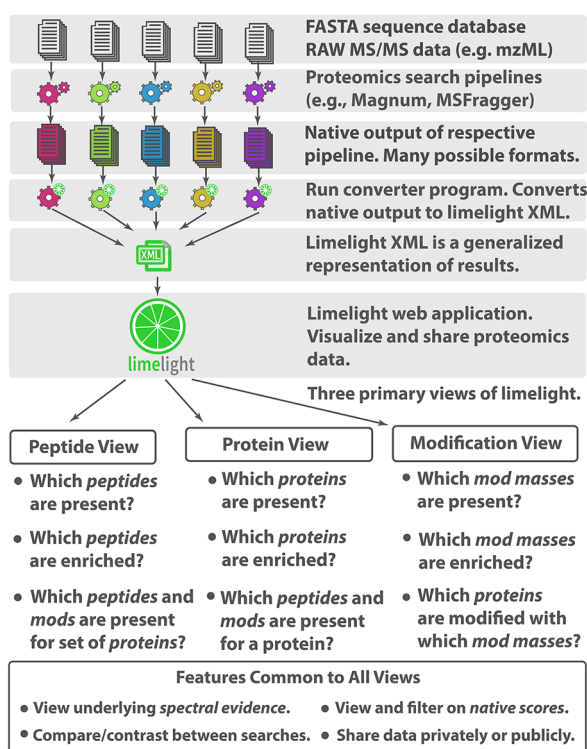 FASTA sequence database
RAW MS/MS data (e.g. mzML)
Proteomics search pipelines
(e.g., Magnum, MSFragger)
Native output of respective
pipeline. Many possible formats.
Run converter program. Converts
native output to limelight XML.
XML
Limelight XML is a generalized
representation of results.
limelight
Limelight web application.
Visualize and share proteomics
data.
Three primary views of limelight.
Peptide View
• Which peptides
are present?
• Which peptides
are enriched?
• Which peptides and
mods are present
for set of proteins?
Protein View
• Which proteins
are present?
• Which proteins
are enriched?
• Which peptides and
mods are present
for a protein?
Modification View
• Which mod masses
are present?
• Which mod masses
are enriched?
• Which proteins
are modified with
which mod masses?
Features Common to All Views
• View underlying spectral evidence.
• Compare/contrast between searches.
• View and filter on native scores.
• Share data privately or publicly.